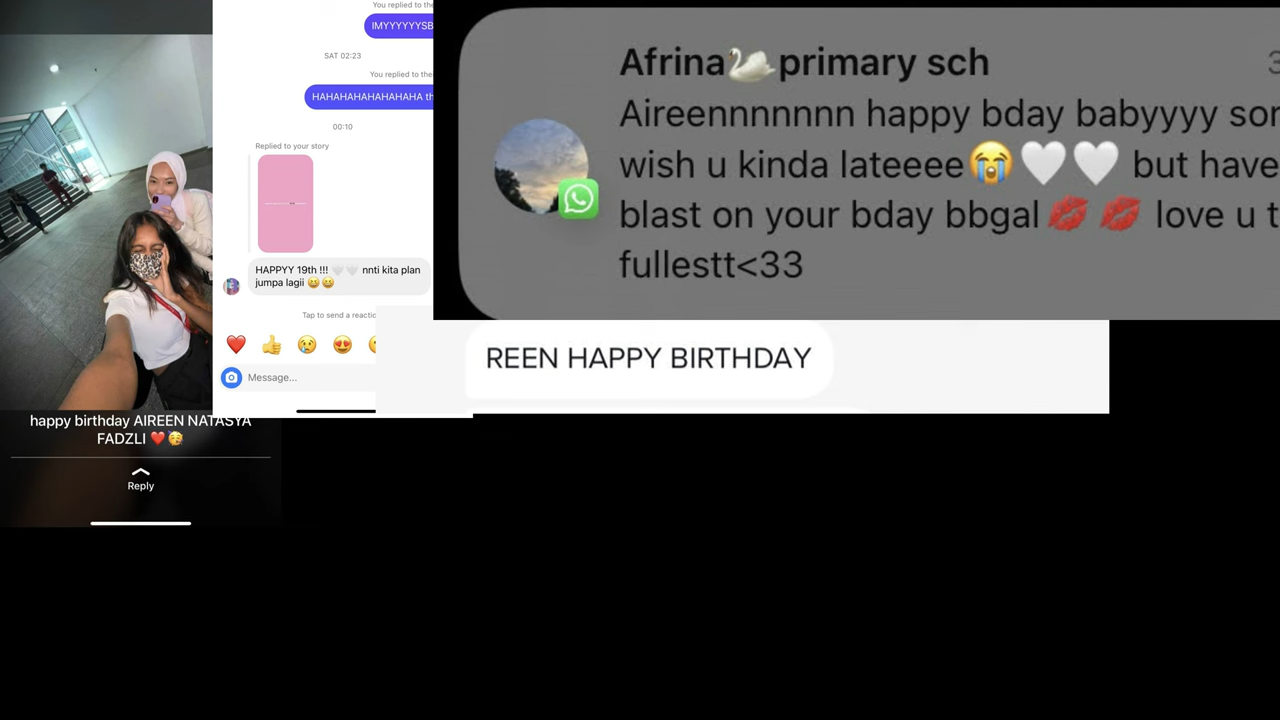 You replied to the
IMYYYYYYSB
SAT 02:23
You replied to the
HAHAHAHAHAHAHAHA th
00:10
Replied to your story
HAPPYY 19th !!! 🤍 🤍 nnti kita plan
jumpa lagii 😆 😆
Tap to send a reactic
Message...
Afrina🦢primary sch
Aireennnnnnn happy bday babyyyy
wish u kinda lateeee😭🤍🤍 but have
blast on your bday bbgal💋 💋 love u t
fullestt<33
REEN HAPPY BIRTHDAY
happy birthday AIREEN NATASYA
FADZLI ❤️ 🥳
Reply